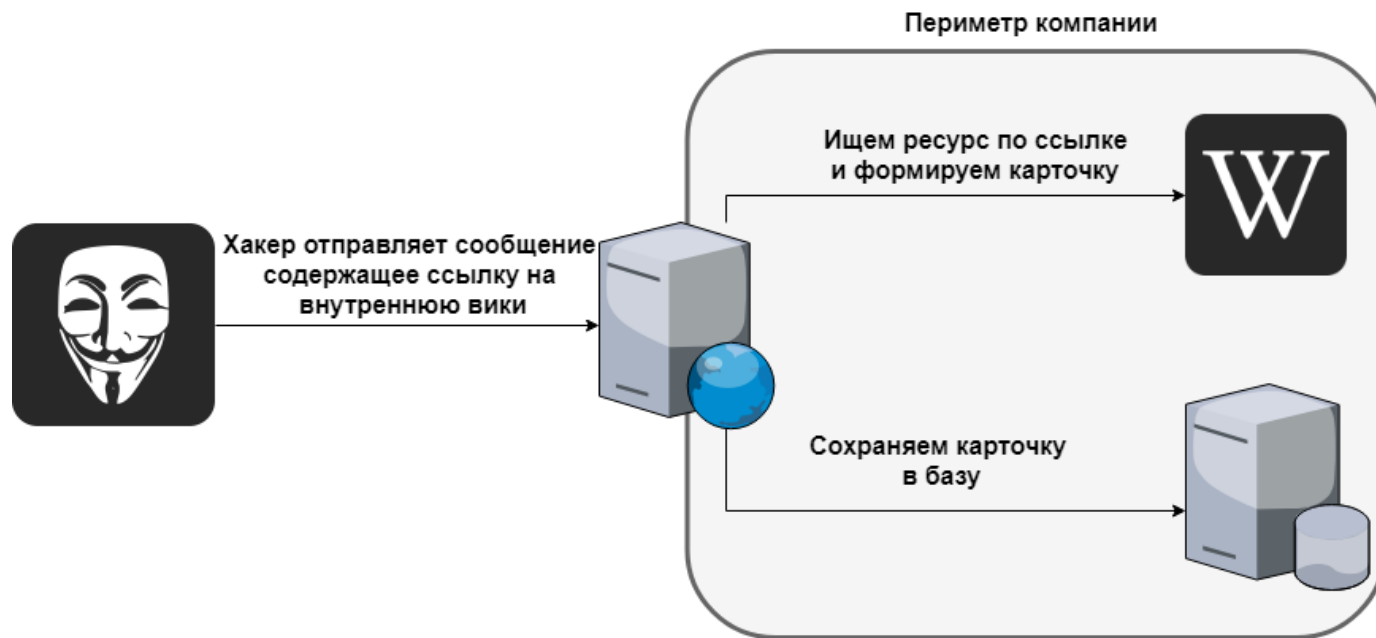 Периметр компании
Ищем ресурс по ссылке
и формируем карточку
W
Хакер отправляет сообщение
содержащее ссылку на
внутреннюю вики
Сохраняем карточку
в базу